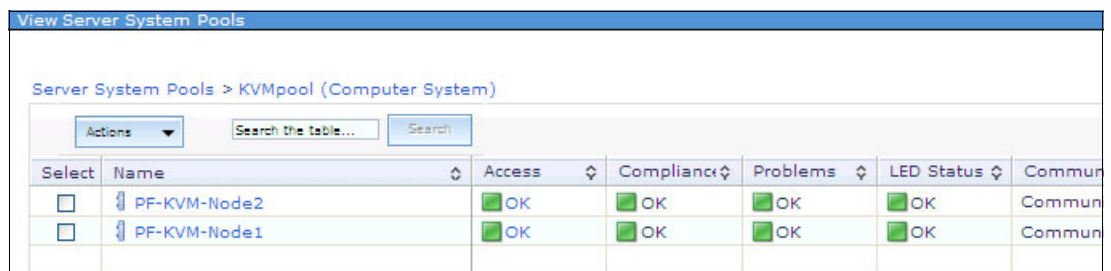 View Server System Pools
Server System Pools > KVMpool (Computer System)
Actions Search the table... Search
Select Name Access Compliance Problems LED Status Commun
PF-KVM-Node2 OK OK OK OK Commun
PF-KVM-Node1 OK OK OK OK Commun